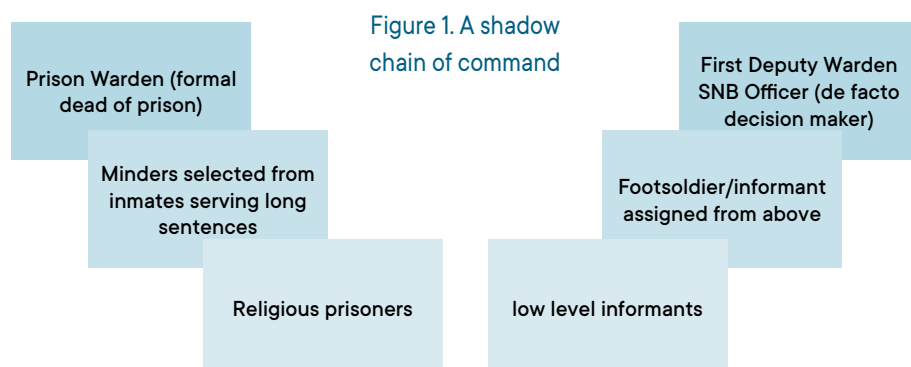 Figure 1. A shadow
chain of command
Prison Warden (formal
dead of prison)
Minders selected from
inmates serving long
sentences
Religious prisoners
First Deputy Warden
SNB Officer (de facto
decision maker)
Footsoldier/informant
assigned from above
low level informants